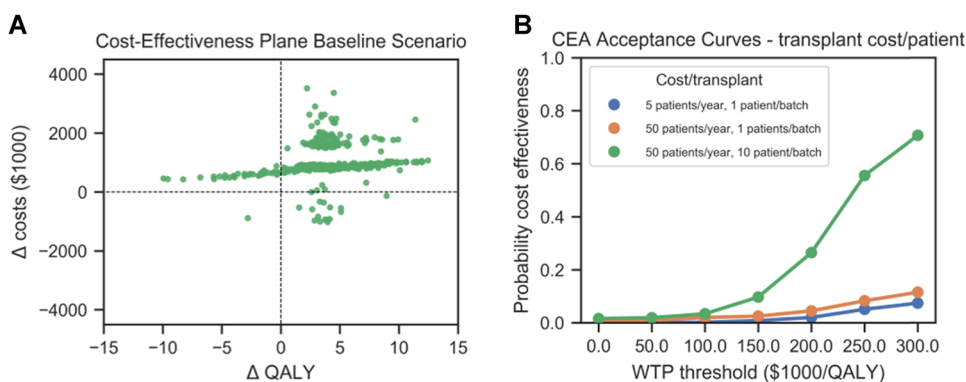 A
Cost-Effectiveness Plane Baseline Scenario
4000
2000
0
−2000
−4000
Δ costs ($1000)
−15 −10 −5 0 5 10 15
Δ QALY
B
CEA Acceptance Curves - transplant cost/patient
1.0
0.8
0.6
0.4
0.2
0.0
Probability cost effectiveness
Cost/transplant
5 patients/year, 1 patient/batch
50 patients/year, 1 patients/batch
50 patients/year, 10 patient/batch
0.0 50.0 100.0 150.0 200.0 250.0 300.0
WTP threshold ($1000/QALY)